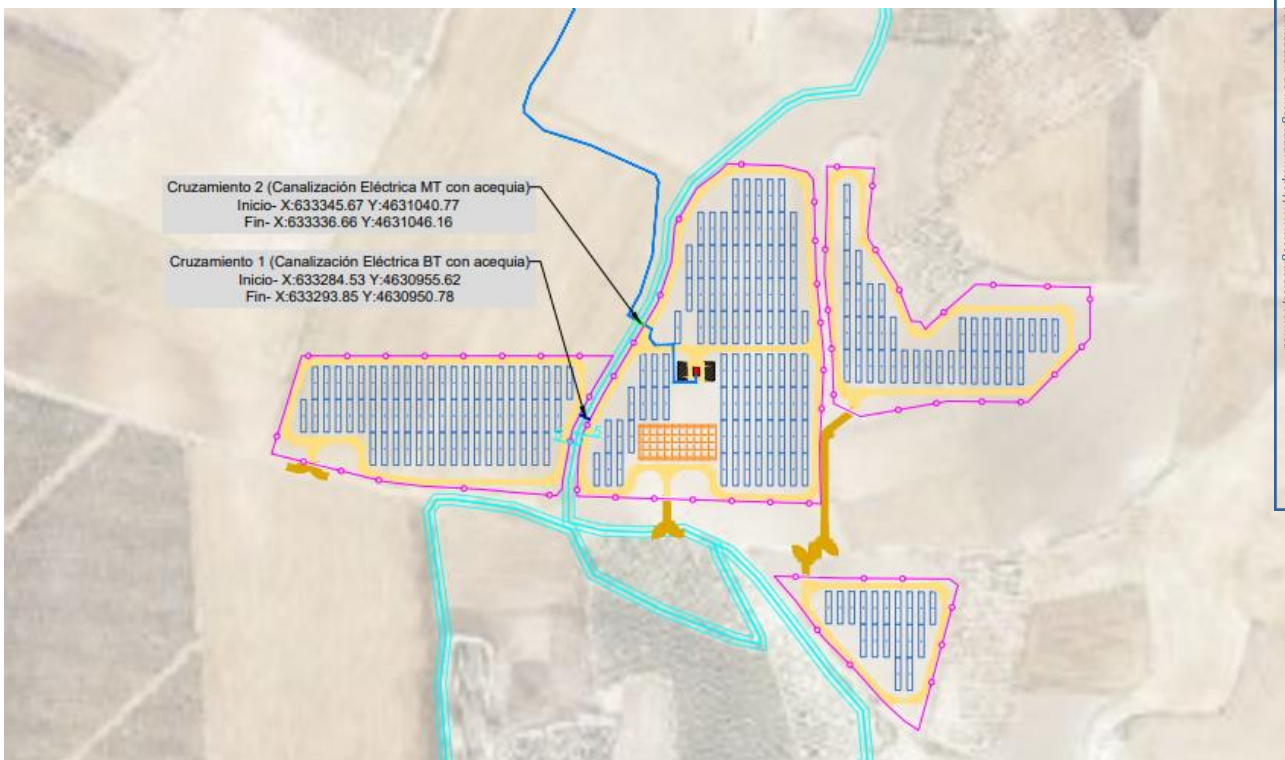 Cruzamiento 2 (Canalización Eléctrica MT con acequia)
Inicio- X:633345.67 Y:4631040.77
Fin- X:633336.66 Y:4631046.16
Cruzamiento 1 (Canalización Eléctrica BT con acequia)
Inicio- X:633284.53 Y:4630955.62
Fin- X:633293.85 Y:4630950.78